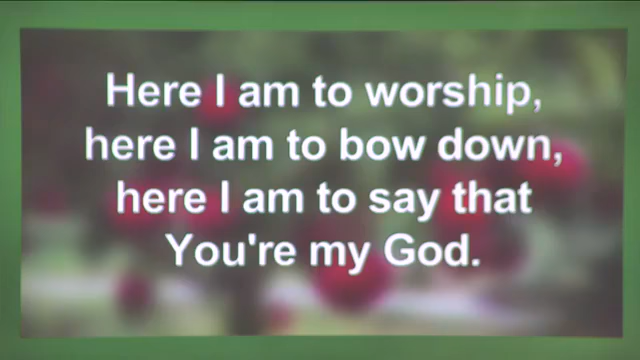 Here I am to worship,
here I am to bow down,
here I am to say that
You're my God.